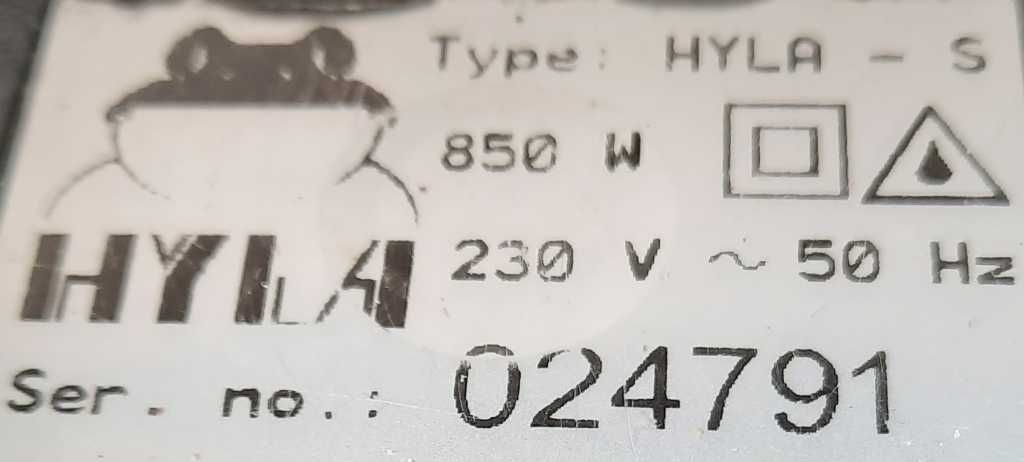 Type: HYLA - S
850 W
HYLA
230 V ~ 50 Hz
Ser. no.: 024791